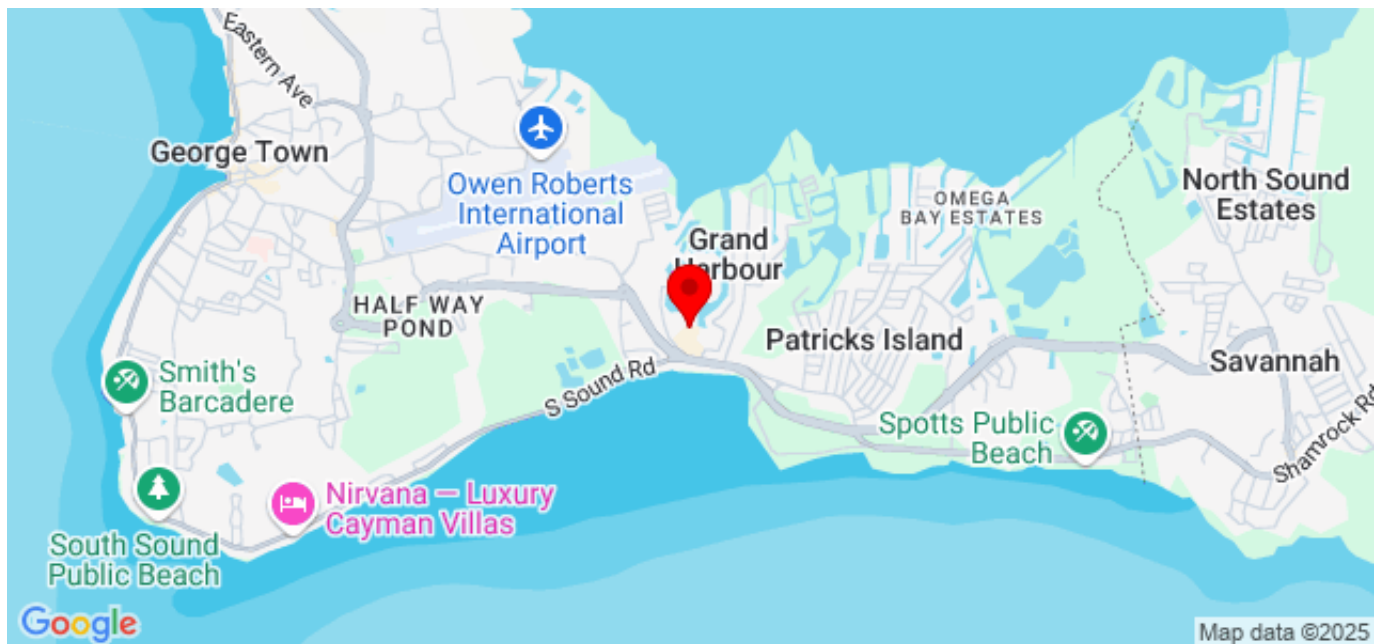 Eastern Ave
George Town
Owen Roberts
International
Airport
Grand
Harbour
OMEGA
BAY ESTATES
North Sound
Estates
HALF WAY
POND
Patricks Island
Savannah
Smith's
Barcadere
S Sound Rd
Spotts Public
Beach
Shamrock Rd
Nirvana — Luxury
Cayman Villas
South Sound
Public Beach
Google
Map data ©2025